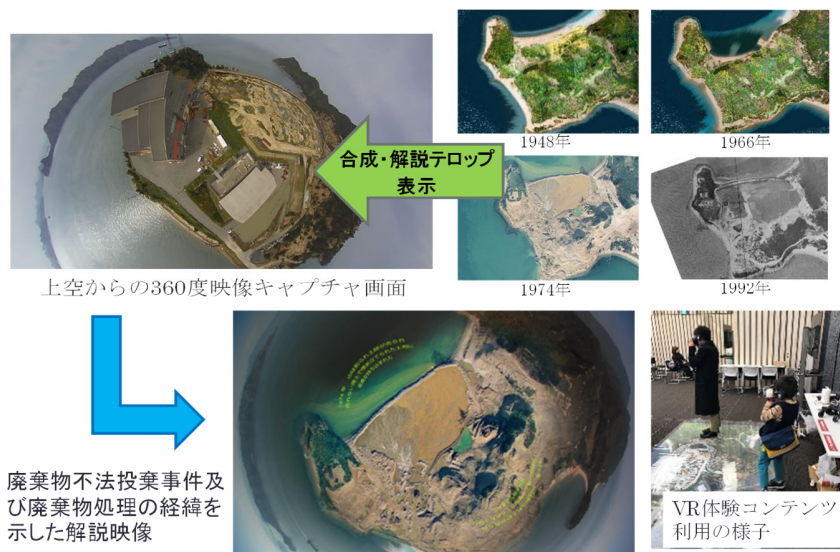 1948年
1966年
合成・解説テロップ
表示
1974年
1992年
上空からの360度映像キャプチャ画面
廃棄物不法投棄事件及
び廃棄物処理の経緯を
示した解説映像
VR体験コンテンツ
利用の様子